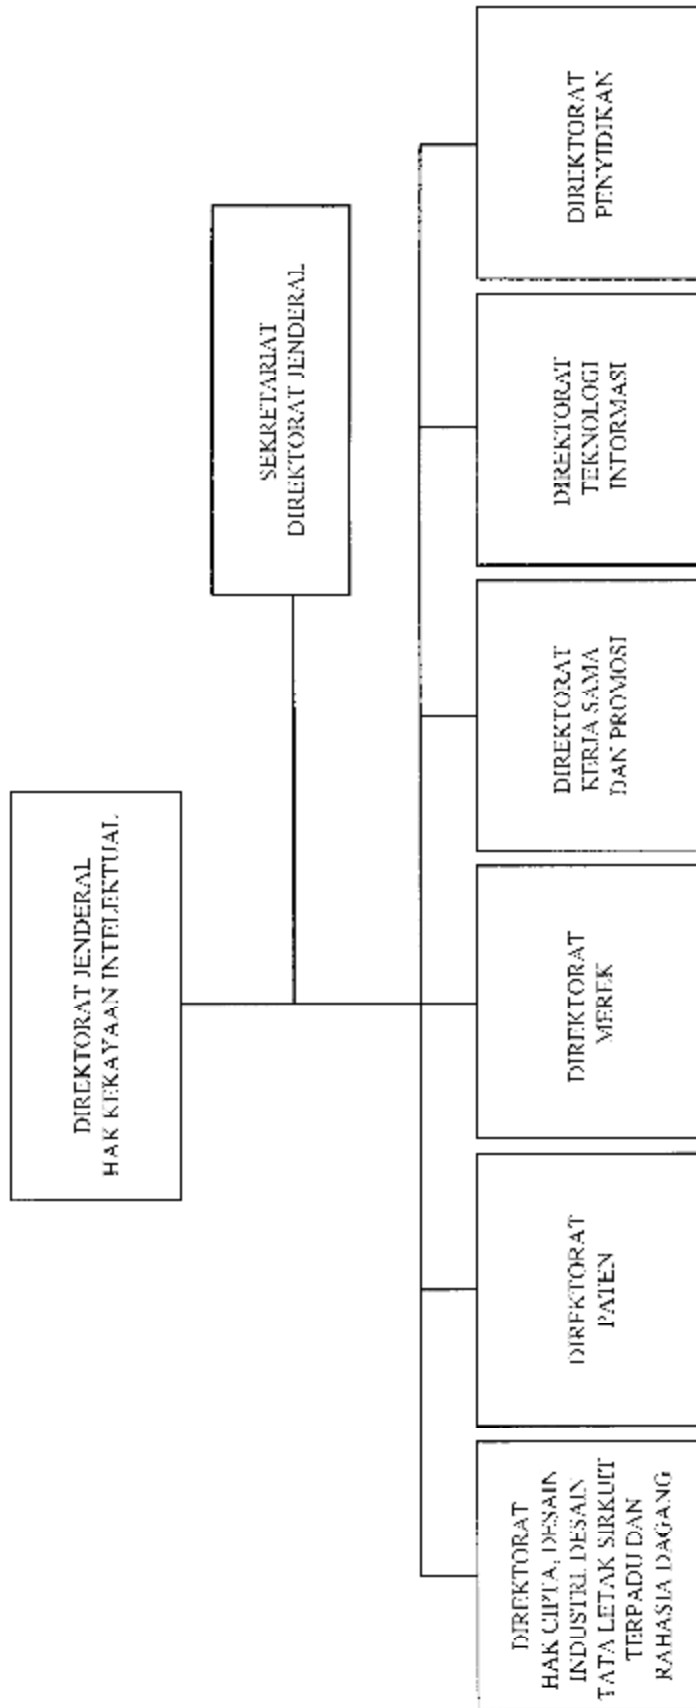 DIREKTORAT JENDERAL
HAK KEKAYAAN INTELEKTUAL
SEKRETARIAT
DIREKTORAT JENDERAL
DIREKTORAT
HAK CIPTA, DESAIN
INDUSTRI, DESAIN
TATA LETAK SIRKUIT
TERPADU DAN
RAHASIA DAGANG
DIREKTORAT
PATEN
DIREKTORAT
MEREK
DIREKTORAT
KERJA SAMA
DAN PROMOSI
DIREKTORAT
TEKNOLOGI
INFORMASI
DIREKTORAT
PENYIDIKAN